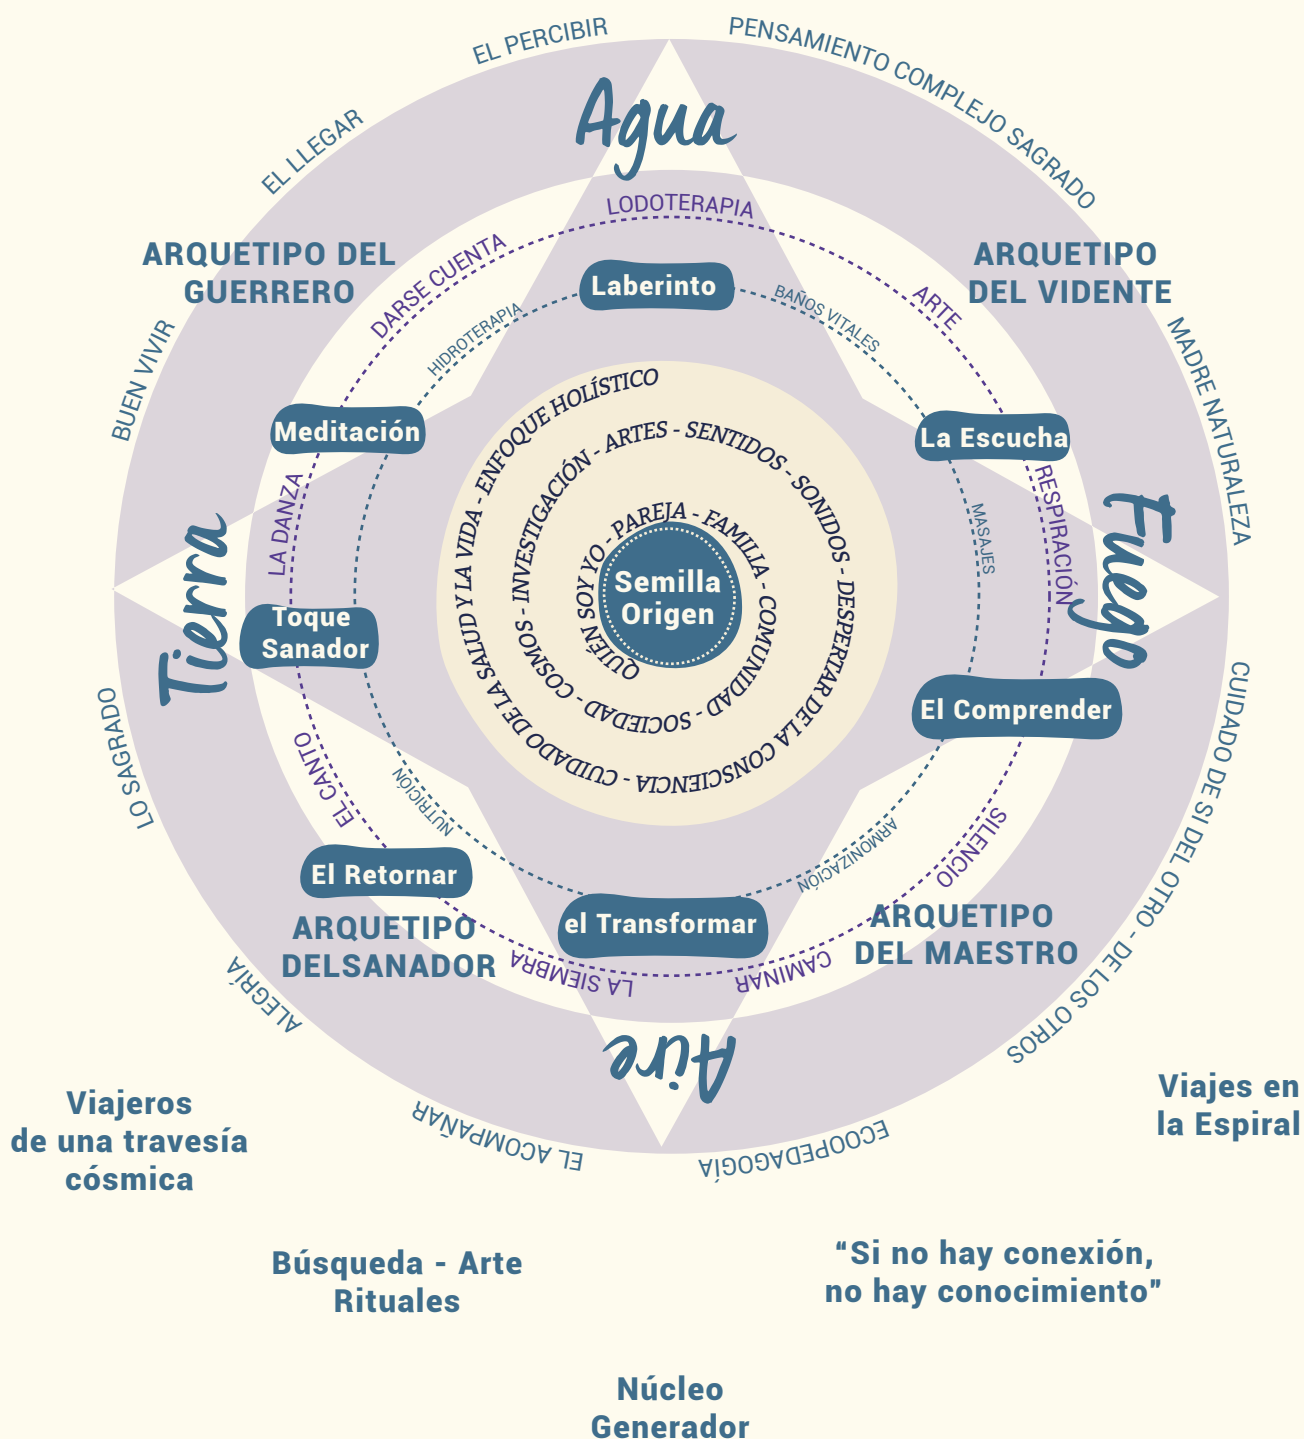 EL PERCIBIR
PENSAMIENTO COMPLEJO SAGRADO
EL LLEGAR
Agua
LODOTERAPIA
ARQUETIPO DEL
GUERRERO
ARQUETIPO
DEL VIDENTE
DARSE CUENTA
ARTE
Laberinto
HIDROTERAPIA
BAÑOS VITALES
BUEN VIVIR
MADRE NATURALEZA
Meditación
La Escucha
LA DANZA
RESPIRACIÓN
MASAJES
Tierra
Fuego
QUIÉN SOY YO - PAREJA - FAMILIA - COMUNIDAD - SOCIEDAD - COSMOS - INVESTIGACIÓN - ARTES - SENTIDOS - SONIDOS - DESPERTAR DE LA CONSCIENCIA - CUIDADO DE LA SALUD Y LA VIDA - ENFOQUE HOLÍSTICO
Semilla
Origen
Toque
Sanador
El Comprender
LO SAGRADO
CUIDADO DE SI DEL OTRO - DE LOS OTROS
EL CANTO
NUTRICIÓN
ARMONIZACIÓN
SILENCIO
El Retornar
el Transformar
ARQUETIPO
DELSANADOR
ARQUETIPO
DEL MAESTRO
LA SIEMBRA
CAMINAR
ALEGRÍA
Aire
EL ACOMPAÑAR
ECOOPEDAGOGÍA
Viajeros
de una travesía
cósmica
Viajes en
la Espiral
Búsqueda - Arte
Rituales
“Si no hay conexión,
no hay conocimiento”
Núcleo
Generador